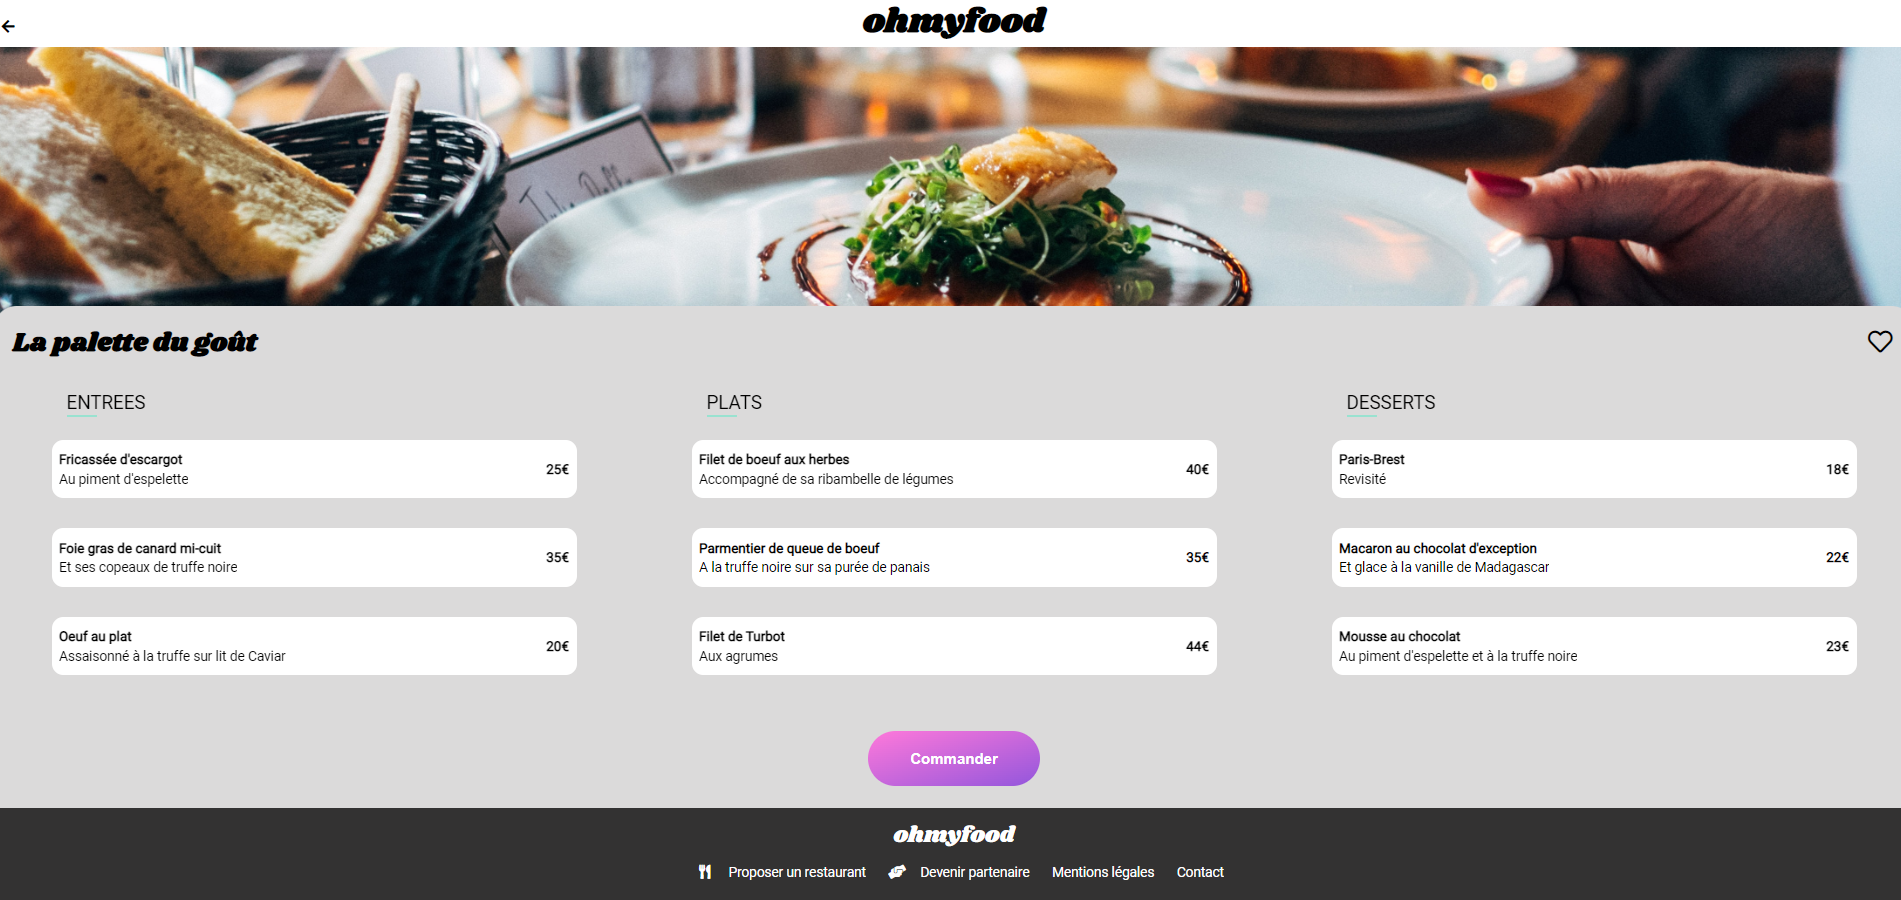 ohmyfood
La palette du goût
ENTREES
Fricassée d'escargot
Au piment d'espelette
25€
Foie gras de canard mi-cuit
Et ses copeaux de truffe noire
35€
Oeuf au plat
Assaisonné à la truffe sur lit de Caviar
20€
PLATS
Filet de boeuf aux herbes
Accompagné de sa ribambelle de légumes
40€
Parmentier de queue de boeuf
A la truffe noire sur sa purée de panais
35€
Filet de Turbot
Aux agrumes
44€
DESSERTS
Paris-Brest
Revisité
18€
Macaron au chocolat d'exception
Et glace à la vanille de Madagascar
22€
Mousse au chocolat
Au piment d'espelette et à la truffe noire
23€
Commander
ohmyfood
Proposer un restaurant Devenir partenaire Mentions légales Contact